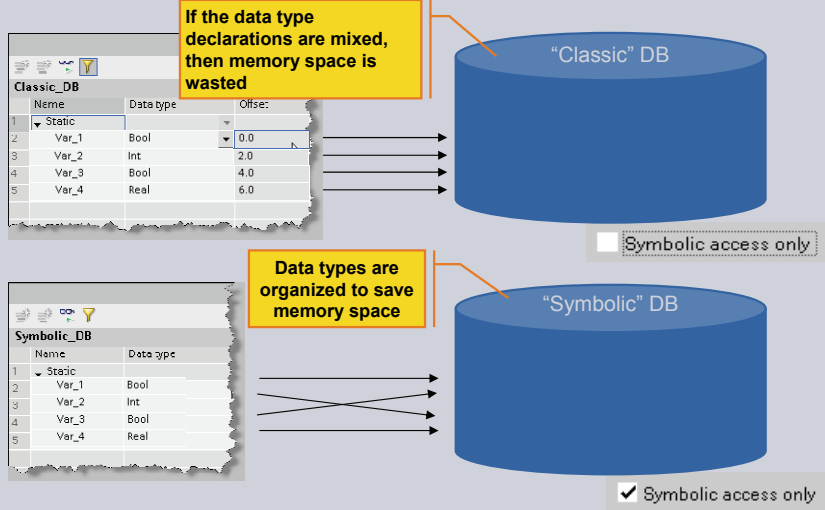 If the data type
declarations are mixed,
then memory space is
wasted
"Classic" DB
Classic_DB
Name Data type Offset
1 Static
2 Var_1 Bool 0.0
3 Var_2 Int 2.0
4 Var_3 Bool 4.0
5 Var_4 Real 6.0
Symbolic access only
Data types are
organized to save
memory space
"Symbolic" DB
Symbolic_DB
Name Data type
1 Static
2 Var_1 Bool
3 Var_2 Int
4 Var_3 Bool
5 Var_4 Real
Symbolic access only